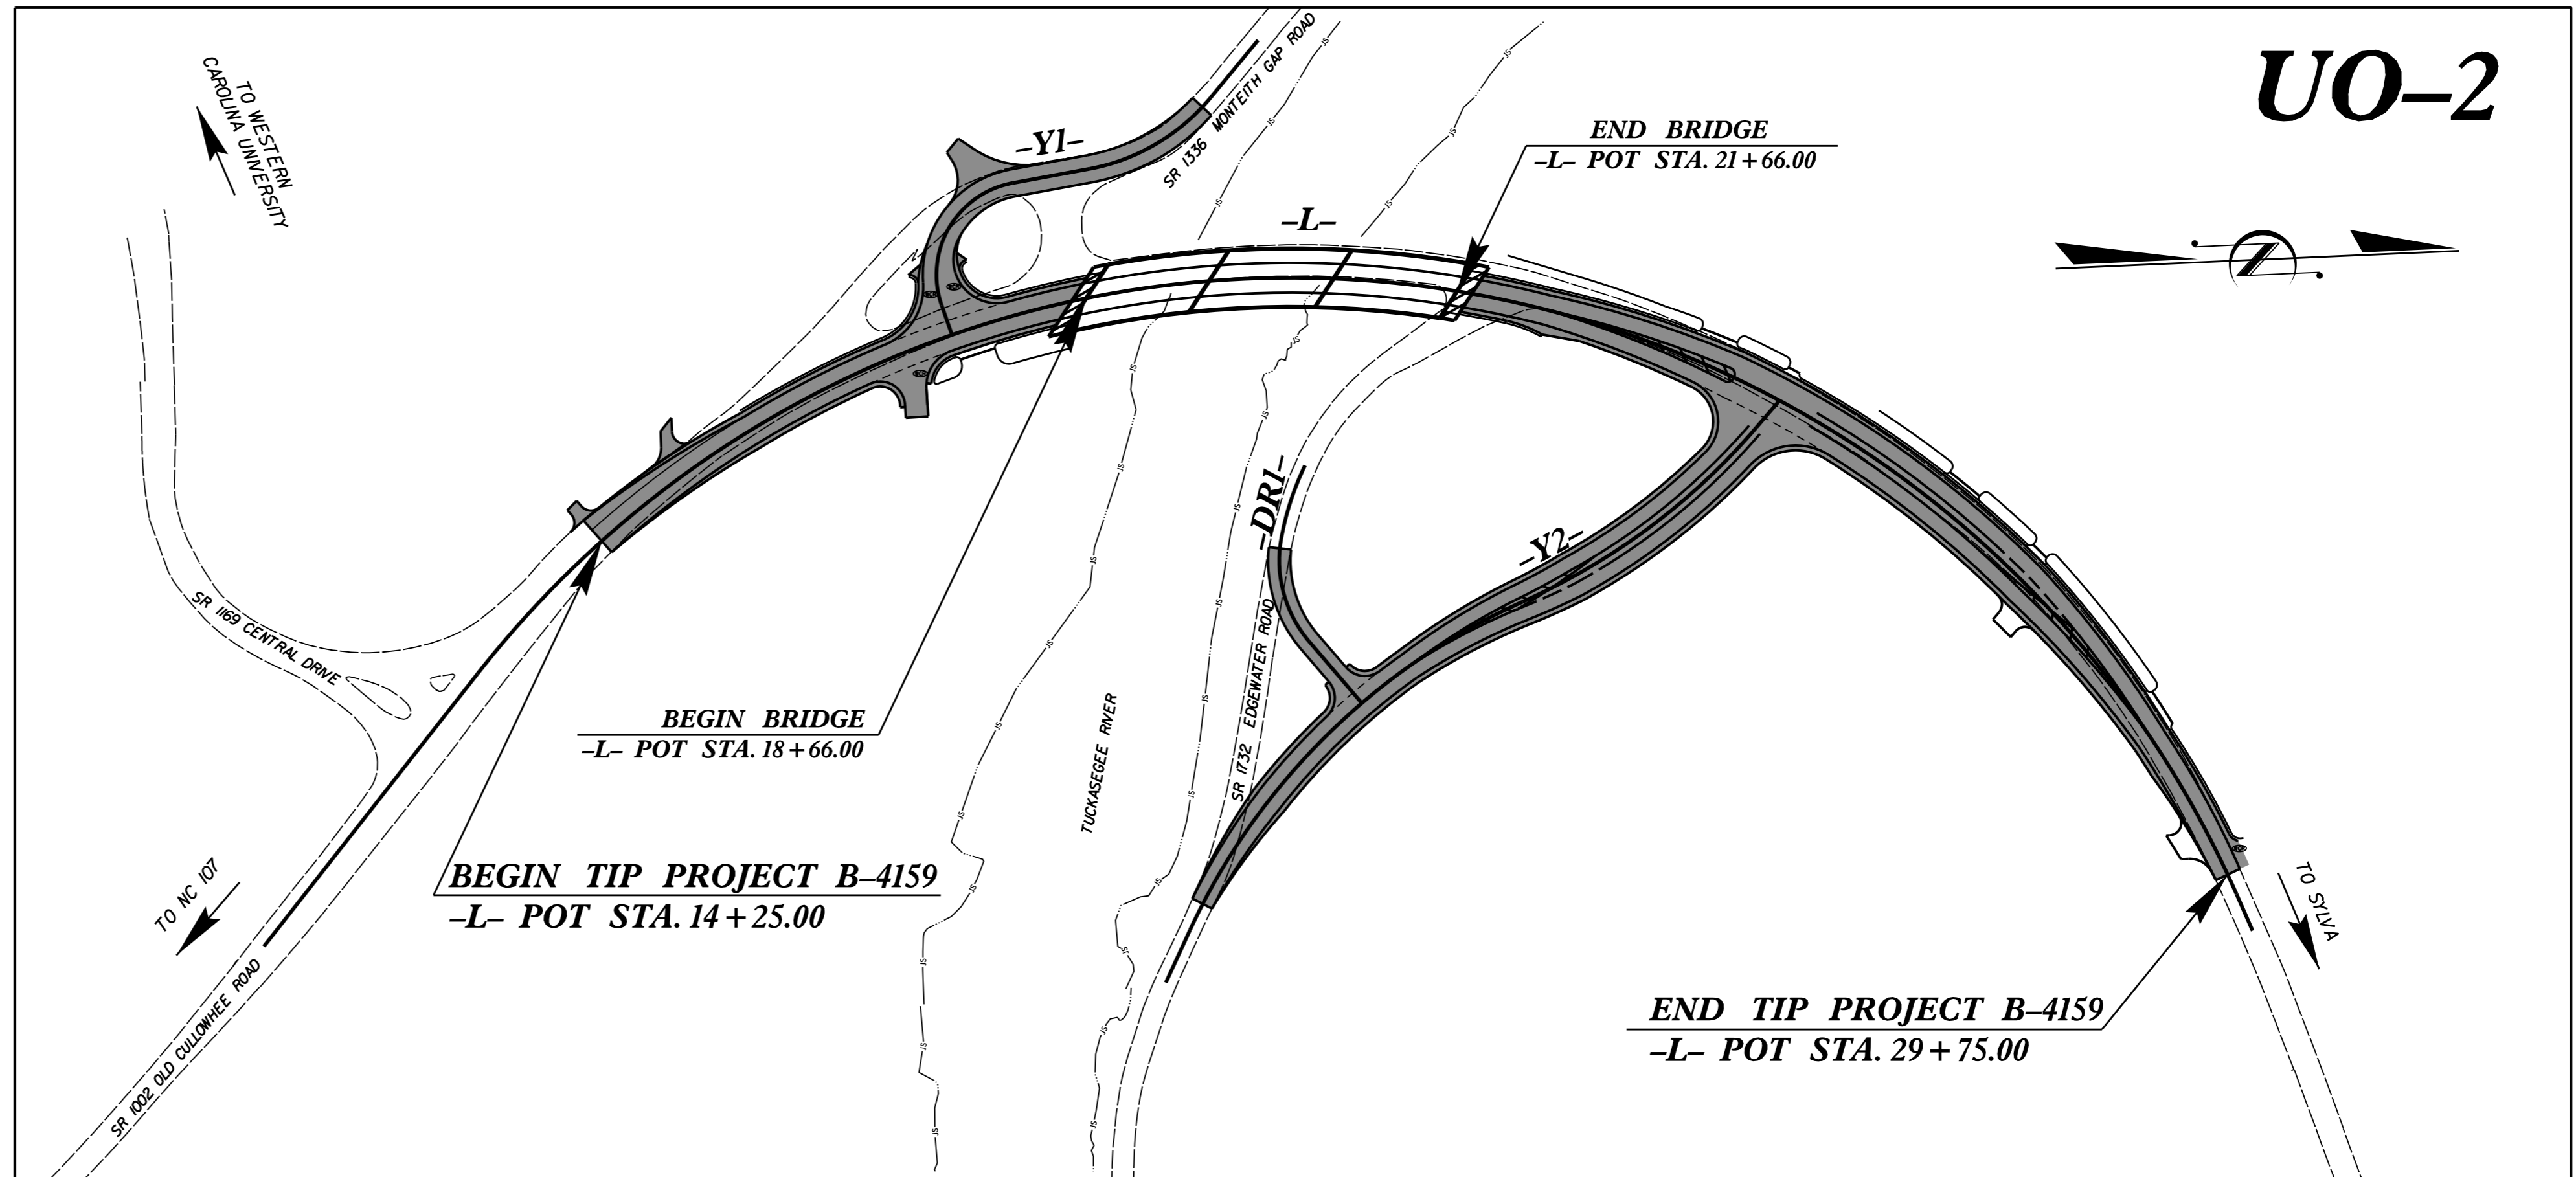 UO–2
TO WESTERN
CAROLINA UNIVERSITY
SR 1336 MONTEITH GAP ROAD
–Y1–
END BRIDGE
–L– POT STA. 21+66.00
–L–
–DR1–
–Y2–
SR 1169 CENTRAL DRIVE
SR 1732 EDGEWATER ROAD
TUCKASEGEE RIVER
BEGIN BRIDGE
–L– POT STA. 18+66.00
BEGIN TIP PROJECT B–4159
–L– POT STA. 14+25.00
TO NC 107
SR 1002 OLD CULLOWHEE ROAD
TO SYLVA
END TIP PROJECT B–4159
–L– POT STA. 29+75.00